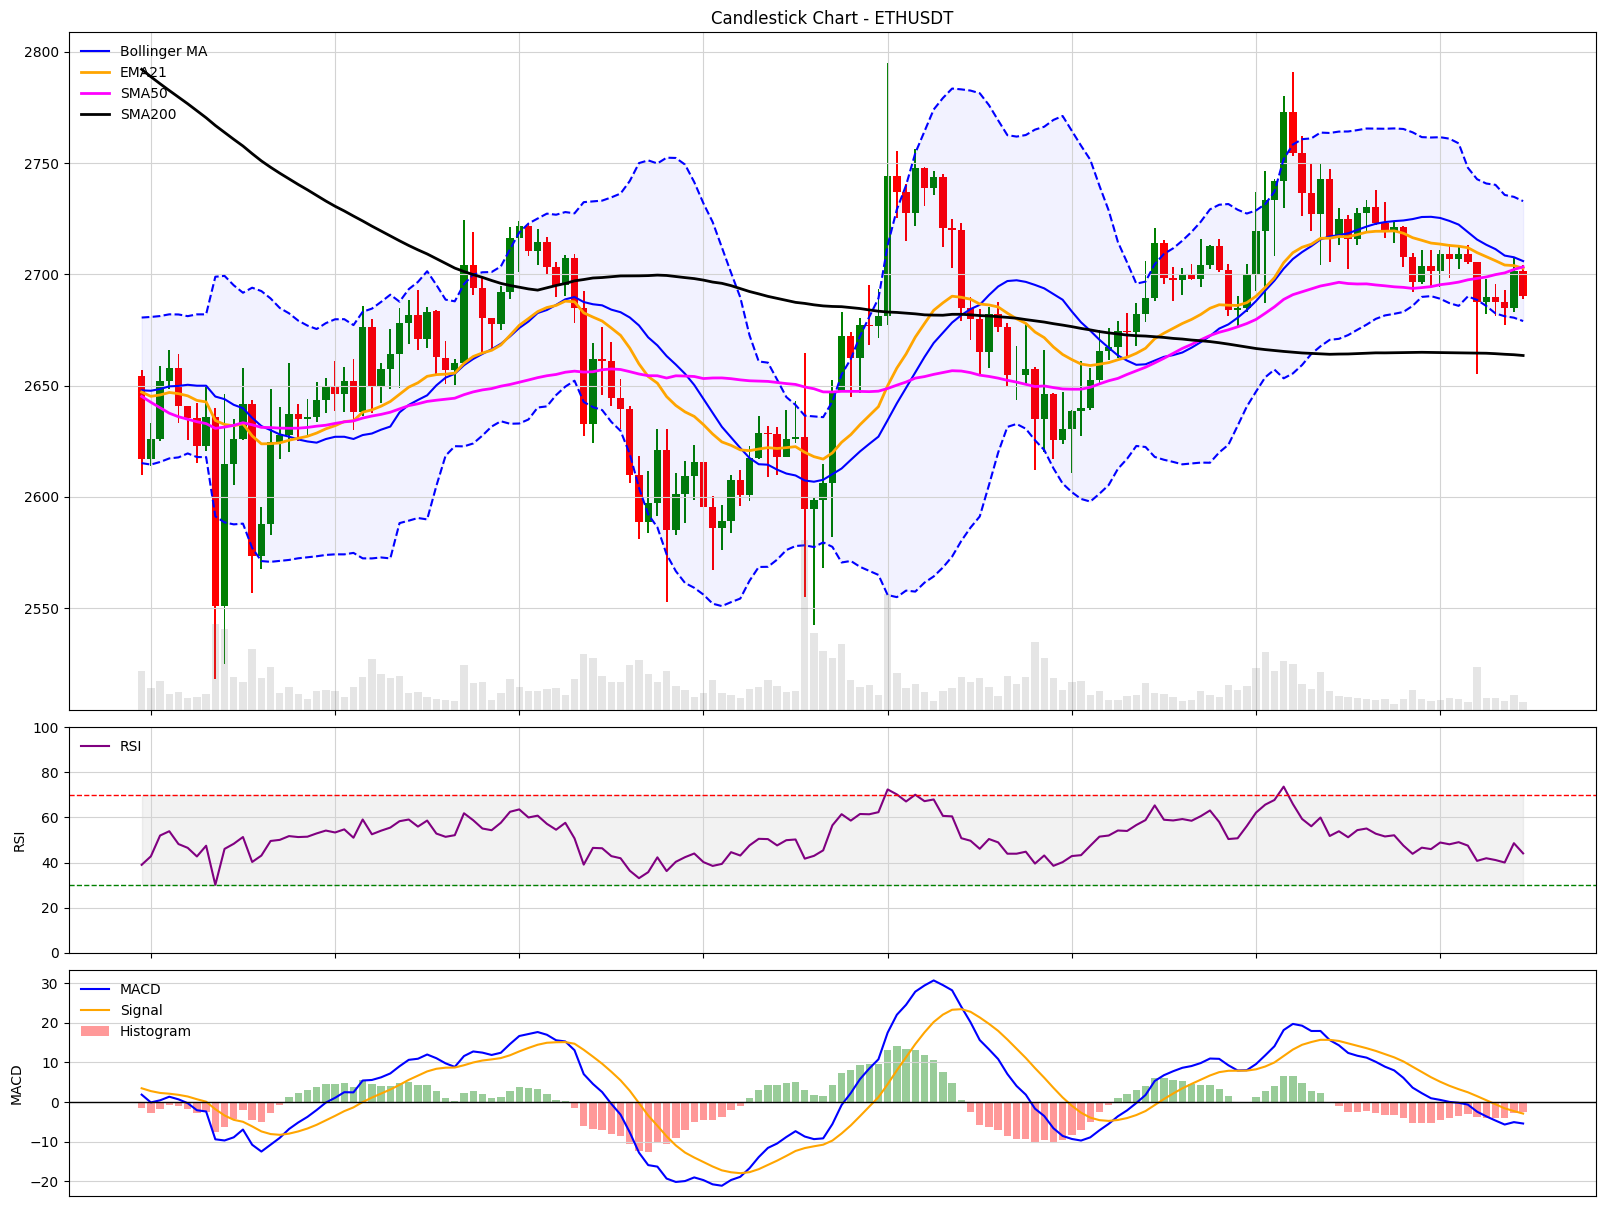 Candlestick Chart - ETHUSDT
2800
2750
2700
2650
2600
2550
Bollinger MA
EMA21
SMA50
SMA200
100
80
60
40
20
0
RSI
RSI
30
20
10
0
−10
−20
MACD
MACD
Signal
Histogram